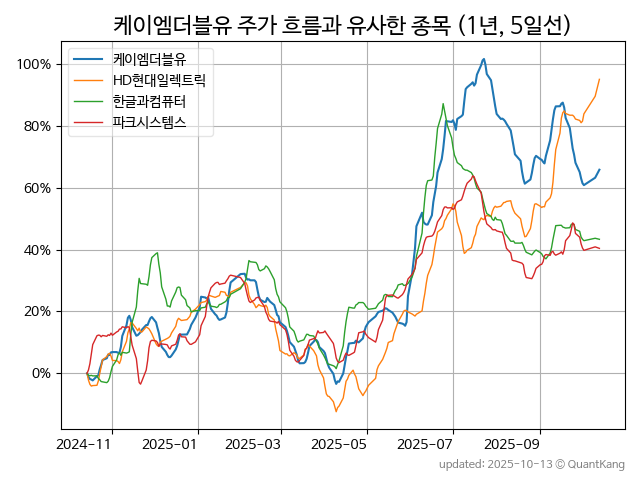 케이엠더블유 주가 흐름과 유사한 종목 (1년, 5일선)
케이엠더블유
HD현대일렉트릭
한글과컴퓨터
파크시스템스
100%
80%
60%
40%
20%
0%
2024-11 2025-01 2025-03 2025-05 2025-07 2025-09
updated: 2025-10-13 © QuantKang